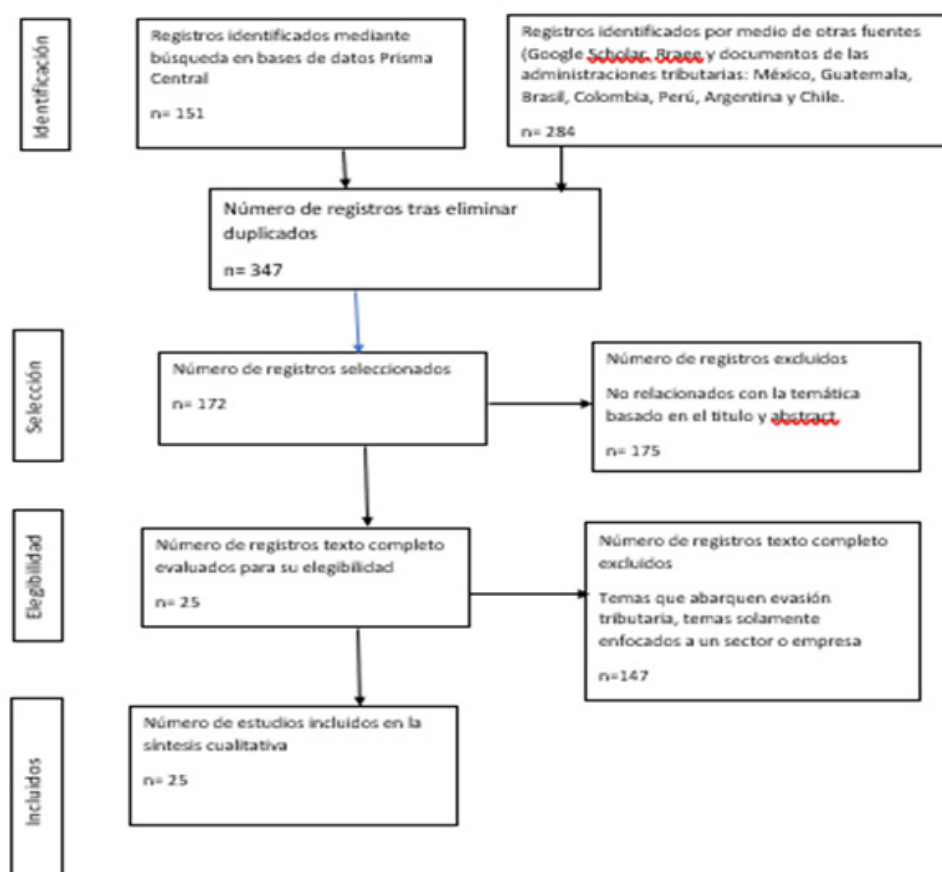 Identificación
Registros identificados mediante
búsqueda en bases de datos Prisma
Central
n= 151
Registros identificados por medio de otras fuentes
(Google Scholar, y documentos de las
administraciones tributarias: México, Guatemala,
Brasil, Colombia, Perú, Argentina y Chile.
n= 284
Número de registros tras eliminar
duplicados
n= 347
Selección
Número de registros seleccionados
n= 172
Número de registros excluidos
No relacionados con la temática
basado en el titulo y abstract
n= 175
Elegibilidad
Número de registros texto completo
evaluados para su elegibilidad
n= 25
Número de registros texto completo
excluidos
Temas que abarquen evasión
tributaria, temas solamente
enfocados a un sector o empresa
n=147
Incluidos
Número de estudios incluidos en la
síntesis cualitativa
n= 25